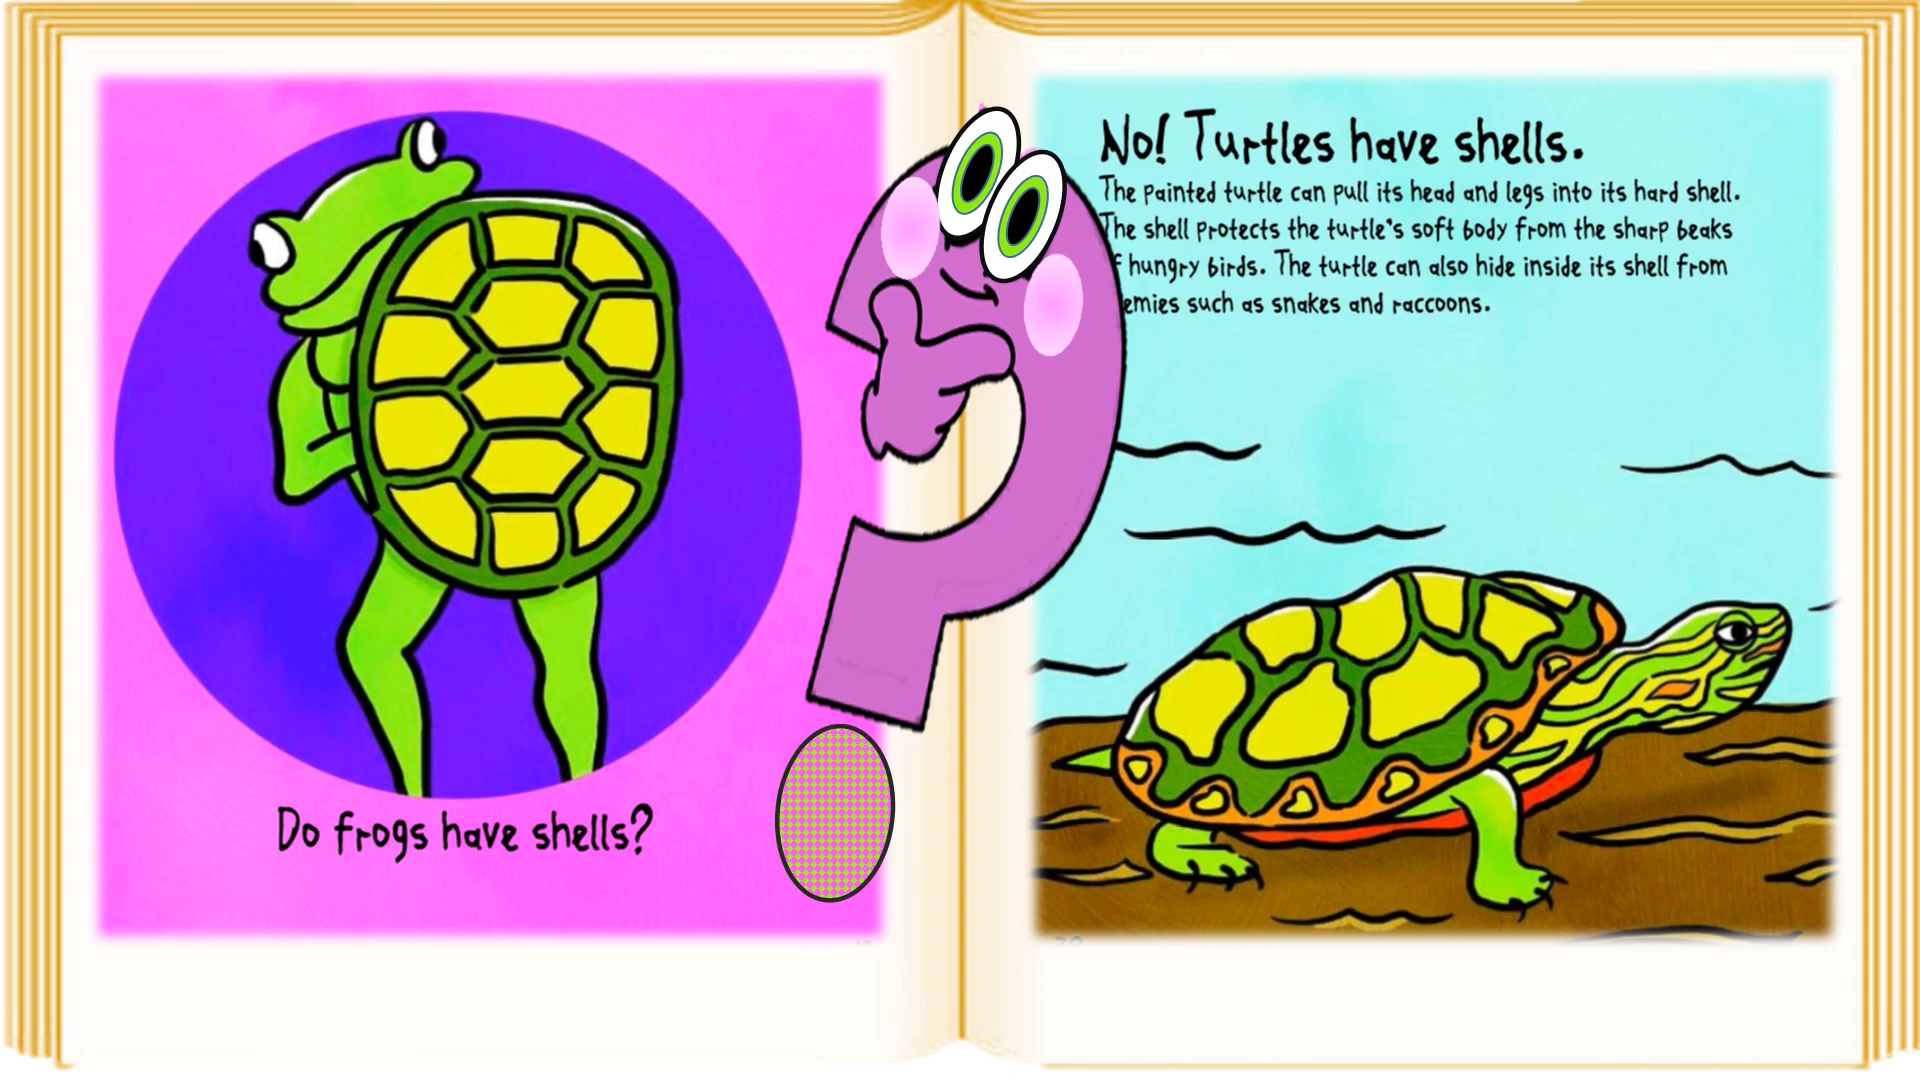 Do frogs have shells?
No! Turtles have shells.
The painted turtle can pull its head and legs into its hard shell.
The shell protects the turtle's soft body from the sharp beaks
hungry birds. The turtle can also hide inside its shell from
emies such as snakes and raccoons.